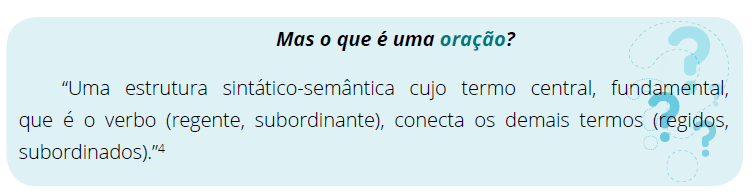 Mas o que é uma oração?
“Uma estrutura sintático-semântica cujo termo central, fundamental,
que é o verbo (regente, subordinante), conecta os demais termos (regidos,
subordinados).”4